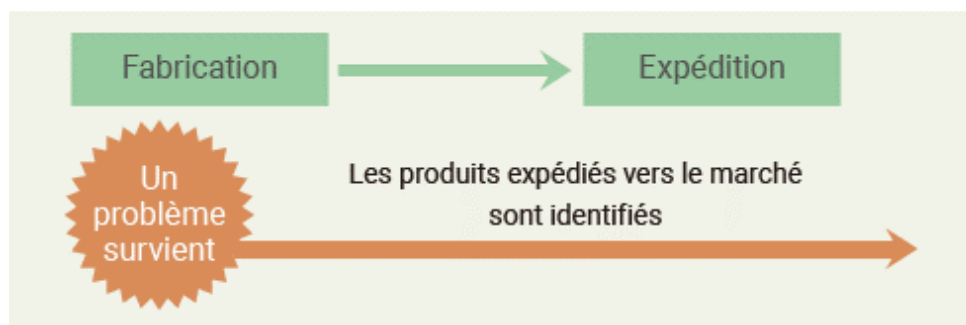 Fabrication
Expédition
Un
problème
survient
Les produits expédiés vers le marché
sont identifiés